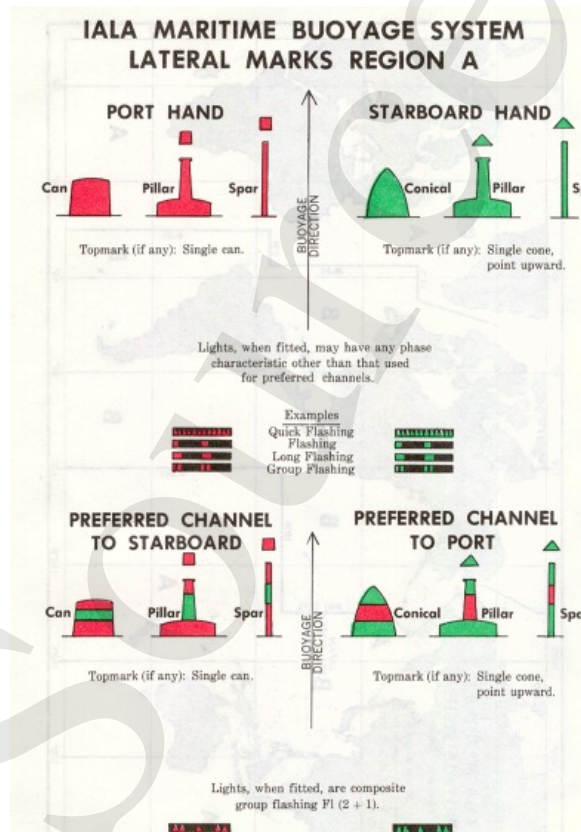 IALA MARITIME BUOYAGE SYSTEM
LATERAL MARKS REGION A
PORT HAND
STARBOARD HAND
Can
Pillar
Spar
Conical
Pillar
Topmark (if any): Single can.
Topmark (if any): Single cone,
point upward.
BUOYAGE
DIRECTION
Lights, when fitted, may have any phase
characteristic other than that used
for preferred channels.
Examples
Quick Flashing
Flashing
Long Flashing
Group Flashing
PREFERRED CHANNEL
TO STARBOARD
PREFERRED CHANNEL
TO PORT
Can
Pillar
Spar
Conical
Pillar
Topmark (if any): Single can.
Topmark (if any): Single cone,
point upward.
BUOYAGE
DIRECTION
Lights, when fitted, are composite
group flashing Fl (2 + 1).